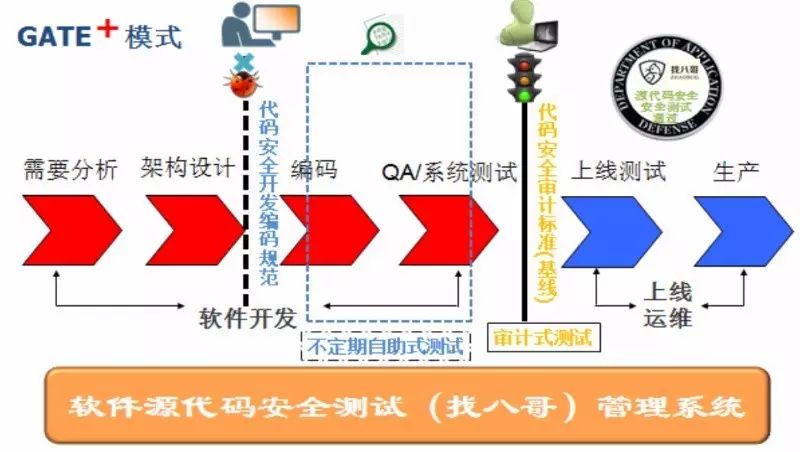 GATE+模式
DEPARTMENT OF APPLICATION
找八哥
ZHAOBUG
源代码安全
安全测试
通过
DEFENSE
代码安全开发编码规范
代码安全审计标准(基线)
需要分析
架构设计
编码
QA/系统测试
上线测试
生产
软件开发
上线
运维
不定期自助式测试
审计式测试
软件源代码安全测试（找八哥）管理系统